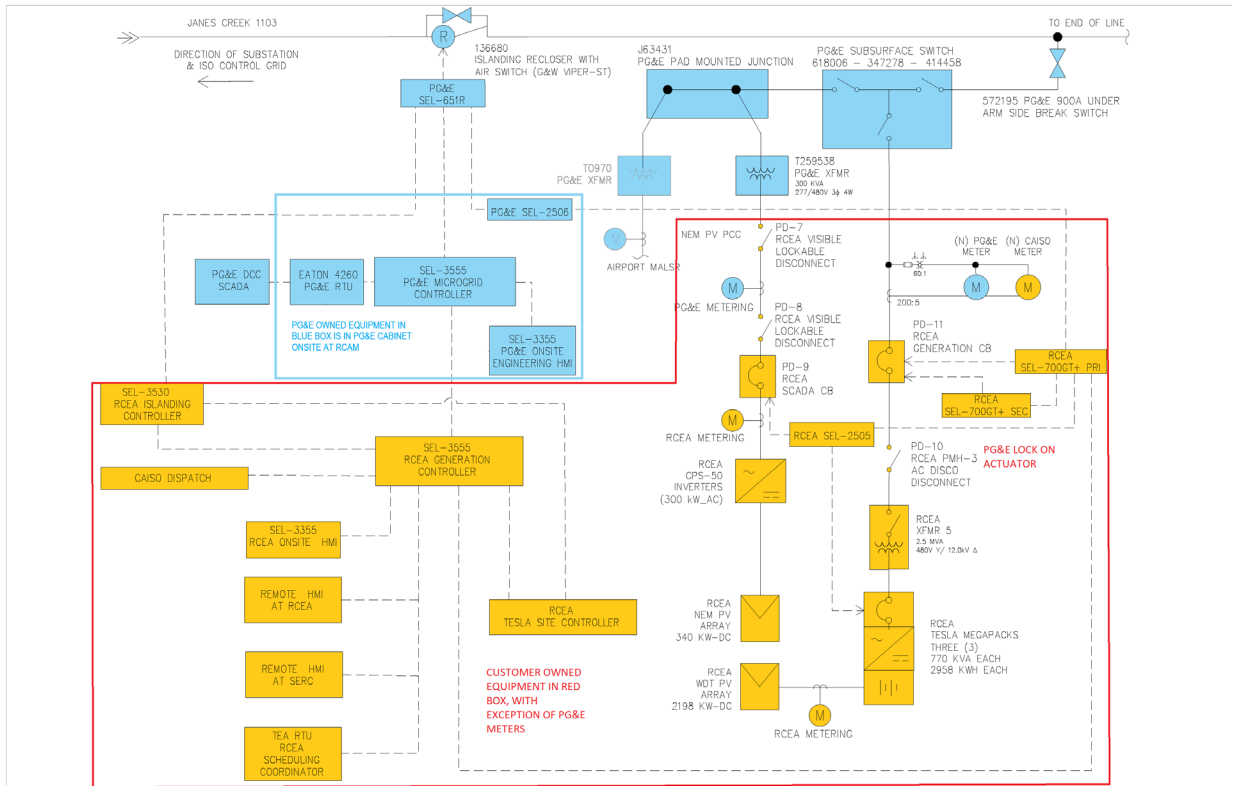 JANES CREEK 1103
DIRECTION OF SUBSTATION
& ISO CONTROL GRID
R
136680
ISLANDING RECLOSER WITH
AIR SWITCH (G&W VIPER-ST)
PG&E
SEL-651R
J63431
PG&E PAD MOUNTED JUNCTION
PG&E SUBSURFACE SWITCH
618006 - 347278 - 414458
TO END OF LINE
572195 PG&E 900A UNDER
ARM SIDE BREAK SWITCH
T0970
PG&E XFMR
T259538
PG&E XFMR
300 KVA
277/480V 3ϕ 4W
M
AIRPORT MALSR
PG&E SEL-2506
PG&E DCC
SCADA
EATON 4260
PG&E RTU
SEL-3555
PG&E MICROGRID
CONTROLLER
PG&E OWNED EQUIPMENT IN
BLUE BOX IS IN PG&E CABINET
ONSITE AT RCAM
SEL-3355
PG&E ONSITE
ENGINEERING HMI
NEM PV PCC
PD-7
RCEA VISIBLE
LOCKABLE
DISCONNECT
M
PG&E METERING
PD-8
RCEA VISIBLE
LOCKABLE
DISCONNECT
PD-9
RCEA
SCADA CB
M
RCEA METERING
RCEA SEL-2505
RCEA
CPS-50
INVERTERS
(300 kW_AC)
RCEA
NEM PV
ARRAY
340 KW-DC
RCEA
WDT PV
ARRAY
2198 KW-DC
M
RCEA METERING
(N) PG&E
METER
(N) CAISO
METER
60:1
M
M
200:5
PD-11
RCEA
GENERATION CB
RCEA
SEL-700GT+ PRI
RCEA
SEL-700GT+ SEC
PD-10
RCEA PMH-3
AC DISCO
DISCONNECT
PG&E LOCK ON
ACTUATOR
RCEA
XFMR 5
2.5 MVA
480V Y/ 12.0kV Δ
RCEA
TESLA MEGAPACKS
THREE (3)
770 KVA EACH
2958 KWH EACH
SEL-3530
RCEA ISLANDING
CONTROLLER
SEL-3555
RCEA GENERATION
CONTROLLER
CAISO DISPATCH
SEL-3355
RCEA ONSITE HMI
REMOTE HMI
AT RCEA
REMOTE HMI
AT SERC
TEA RTU
RCEA
SCHEDULING
COORDINATOR
RCEA
TESLA SITE CONTROLLER
CUSTOMER OWNED
EQUIPMENT IN RED
BOX, WITH
EXCEPTION OF PG&E
METERS